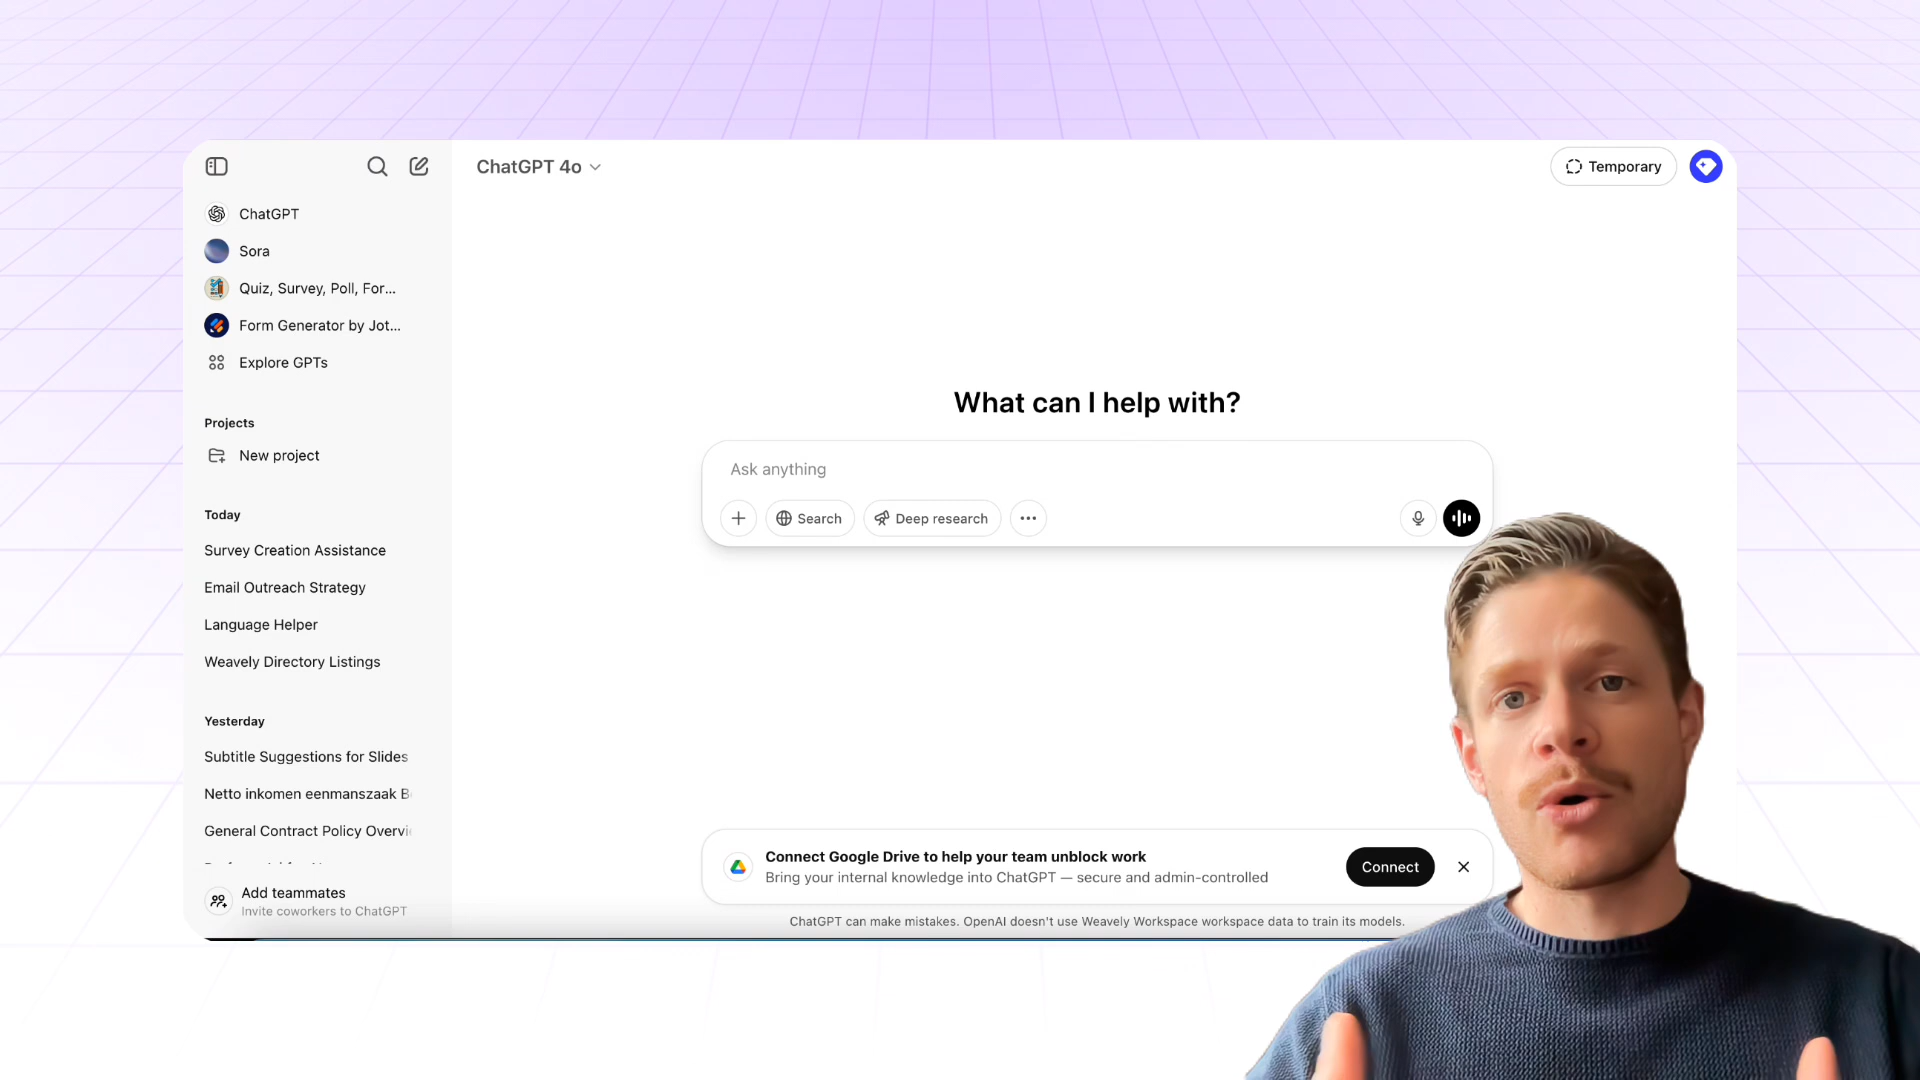 ChatGPT 4o
Temporary
ChatGPT
Sora
Quiz, Survey, Poll, For...
Form Generator by Jot...
Explore GPTs
Projects
New project
Today
Survey Creation Assistance
Email Outreach Strategy
Language Helper
Weavely Directory Listings
Yesterday
Subtitle Suggestions for Slides
Netto inkomen eenmanszaak
General Contract Policy
Add teammates
Invite coworkers to ChatGPT
What can I help with?
Ask anything
Search
Deep research
Connect Google Drive to help your team unblock work
Bring your internal knowledge into ChatGPT — secure and admin-controlled
Connect
ChatGPT can make mistakes. OpenAI doesn't use Weavely Workspace workspace data to train its models.